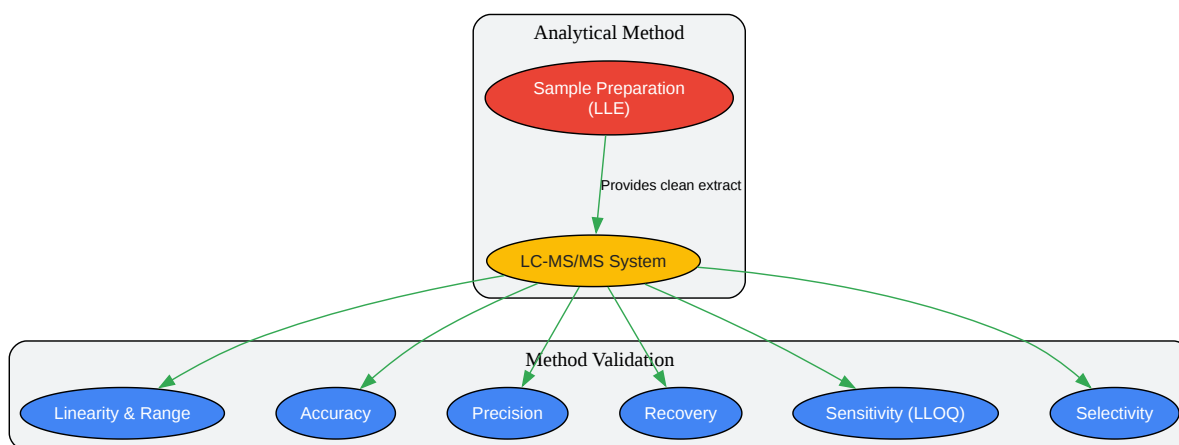 Analytical Method
Sample Preparation
(LLE)
Provides clean extract
LC-MS/MS System
Method Validation
Linearity & Range
Accuracy
Precision
Recovery
Sensitivity (LLOQ)
Selectivity